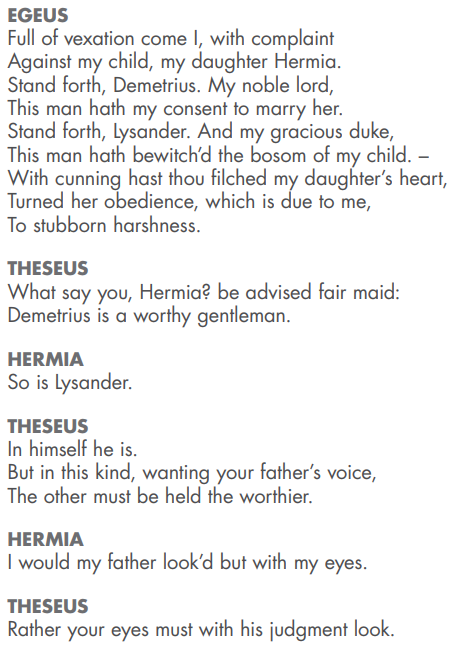 EGEUS
Full of vexation come I, with complaint
Against my child, my daughter Hermia.
Stand forth, Demetrius. My noble lord,
This man hath my consent to marry her.
Stand forth, Lysander. And my gracious duke,
This man hath bewitch’d the bosom of my child. –
With cunning hast thou filched my daughter’s heart,
Turned her obedience, which is due to me,
To stubborn harshness.
THESEUS
What say you, Hermia? be advised fair maid:
Demetrius is a worthy gentleman.
HERMIA
So is Lysander.
THESEUS
In himself he is.
But in this kind, wanting your father’s voice,
The other must be held the worthier.
HERMIA
I would my father look’d but with my eyes.
THESEUS
Rather your eyes must with his judgment look.